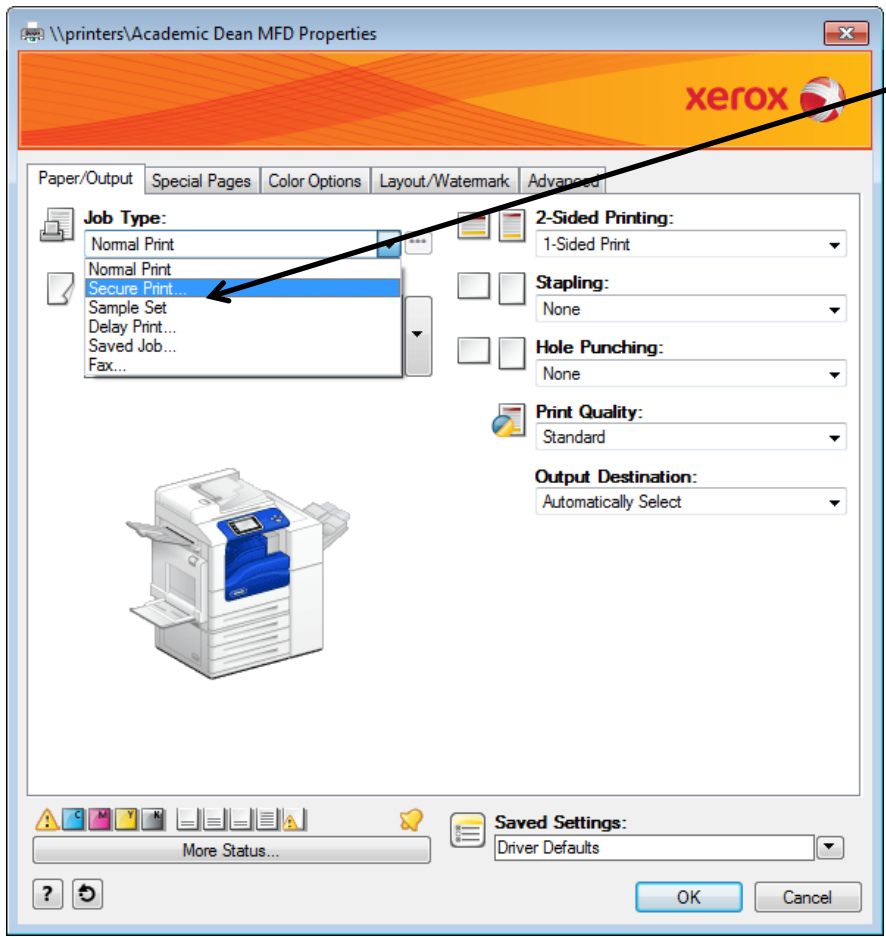 \\printers\Academic Dean MFD Properties
xerox
Paper/Output Special Pages Color Options Layout/Watermark Advanced
Job Type:
Normal Print
Normal Print
Secure Print...
Sample Set
Delay Print...
Saved Job...
Fax...
2-Sided Printing:
1-Sided Print
Stapling:
None
Hole Punching:
None
Print Quality:
Standard
Output Destination:
Automatically Select
C M Y K
More Status...
Saved Settings:
Driver Defaults
?
OK Cancel